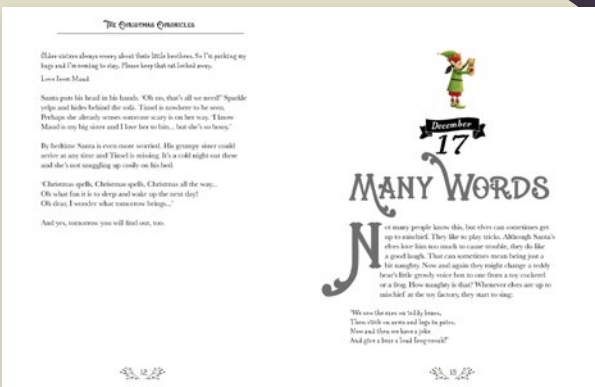 The Christmas Chronicles
Older sisters always worry about their little brothers. So I'm packing my
bags and I'm coming to stay. Please keep that cat locked away.
Love from Maud
Santa puts his head in his hands. 'Oh no, that's all we need!' Sparkle
yelps and hides behind the sofa. Tinsel is nowhere to be seen.
Perhaps she already senses someone scary is on her way. 'I know
Maud is my big sister and I love her to bits... but she's so bossy.'
By bedtime Santa is even more worried. His grumpy sister could
arrive at any time and Tinsel is missing. It's a cold night out there
and she's not snuggling up cosily on his bed.
'Christmas spells, Christmas spells, Christmas all the way...
Oh what fun it is to sleep and wake up the next day!
Oh dear, I wonder what tomorrow brings...'
And yes, tomorrow you will find out, too.
12
December
17
Many Words
Not many people know this, but elves can sometimes get
up to mischief. They like to play tricks. Although Santa's
elves love him too much to cause trouble, they do like
a good laugh. That can sometimes mean being just a
bit naughty. Now and again they might change a teddy
bear's little growly voice box to one from a toy cockerel
or a frog. How naughty is that? Whenever elves are up to
mischief at the toy factory, they start to sing:
'We sew the ears on teddy bears,
Then stitch on arms and legs in pairs.
Now and then we have a joke
And give a bear a loud frog-croak!'
13